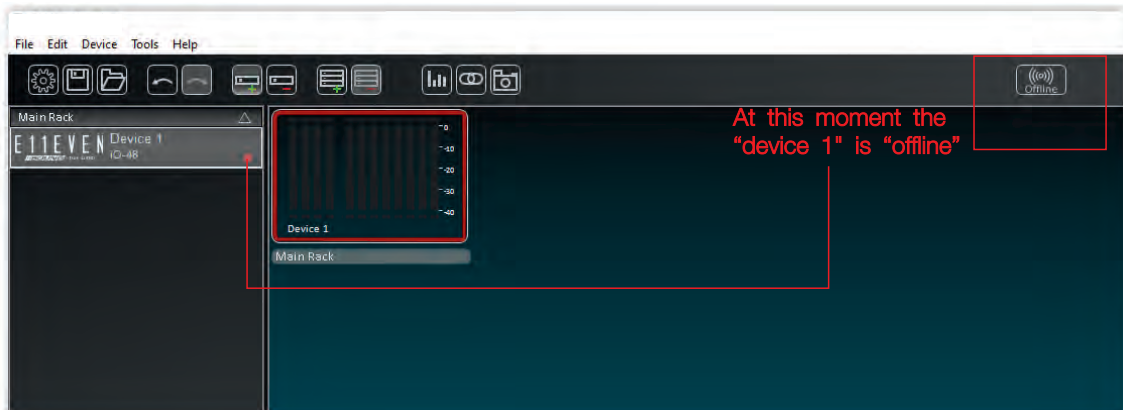 File Edit Device Tools Help
Offline
Main Rack
E11EVEN Device 1
iD-48
At this moment the
“device 1" is “offline”
-0
-10
-20
-30
-40
Device 1
Main Rack